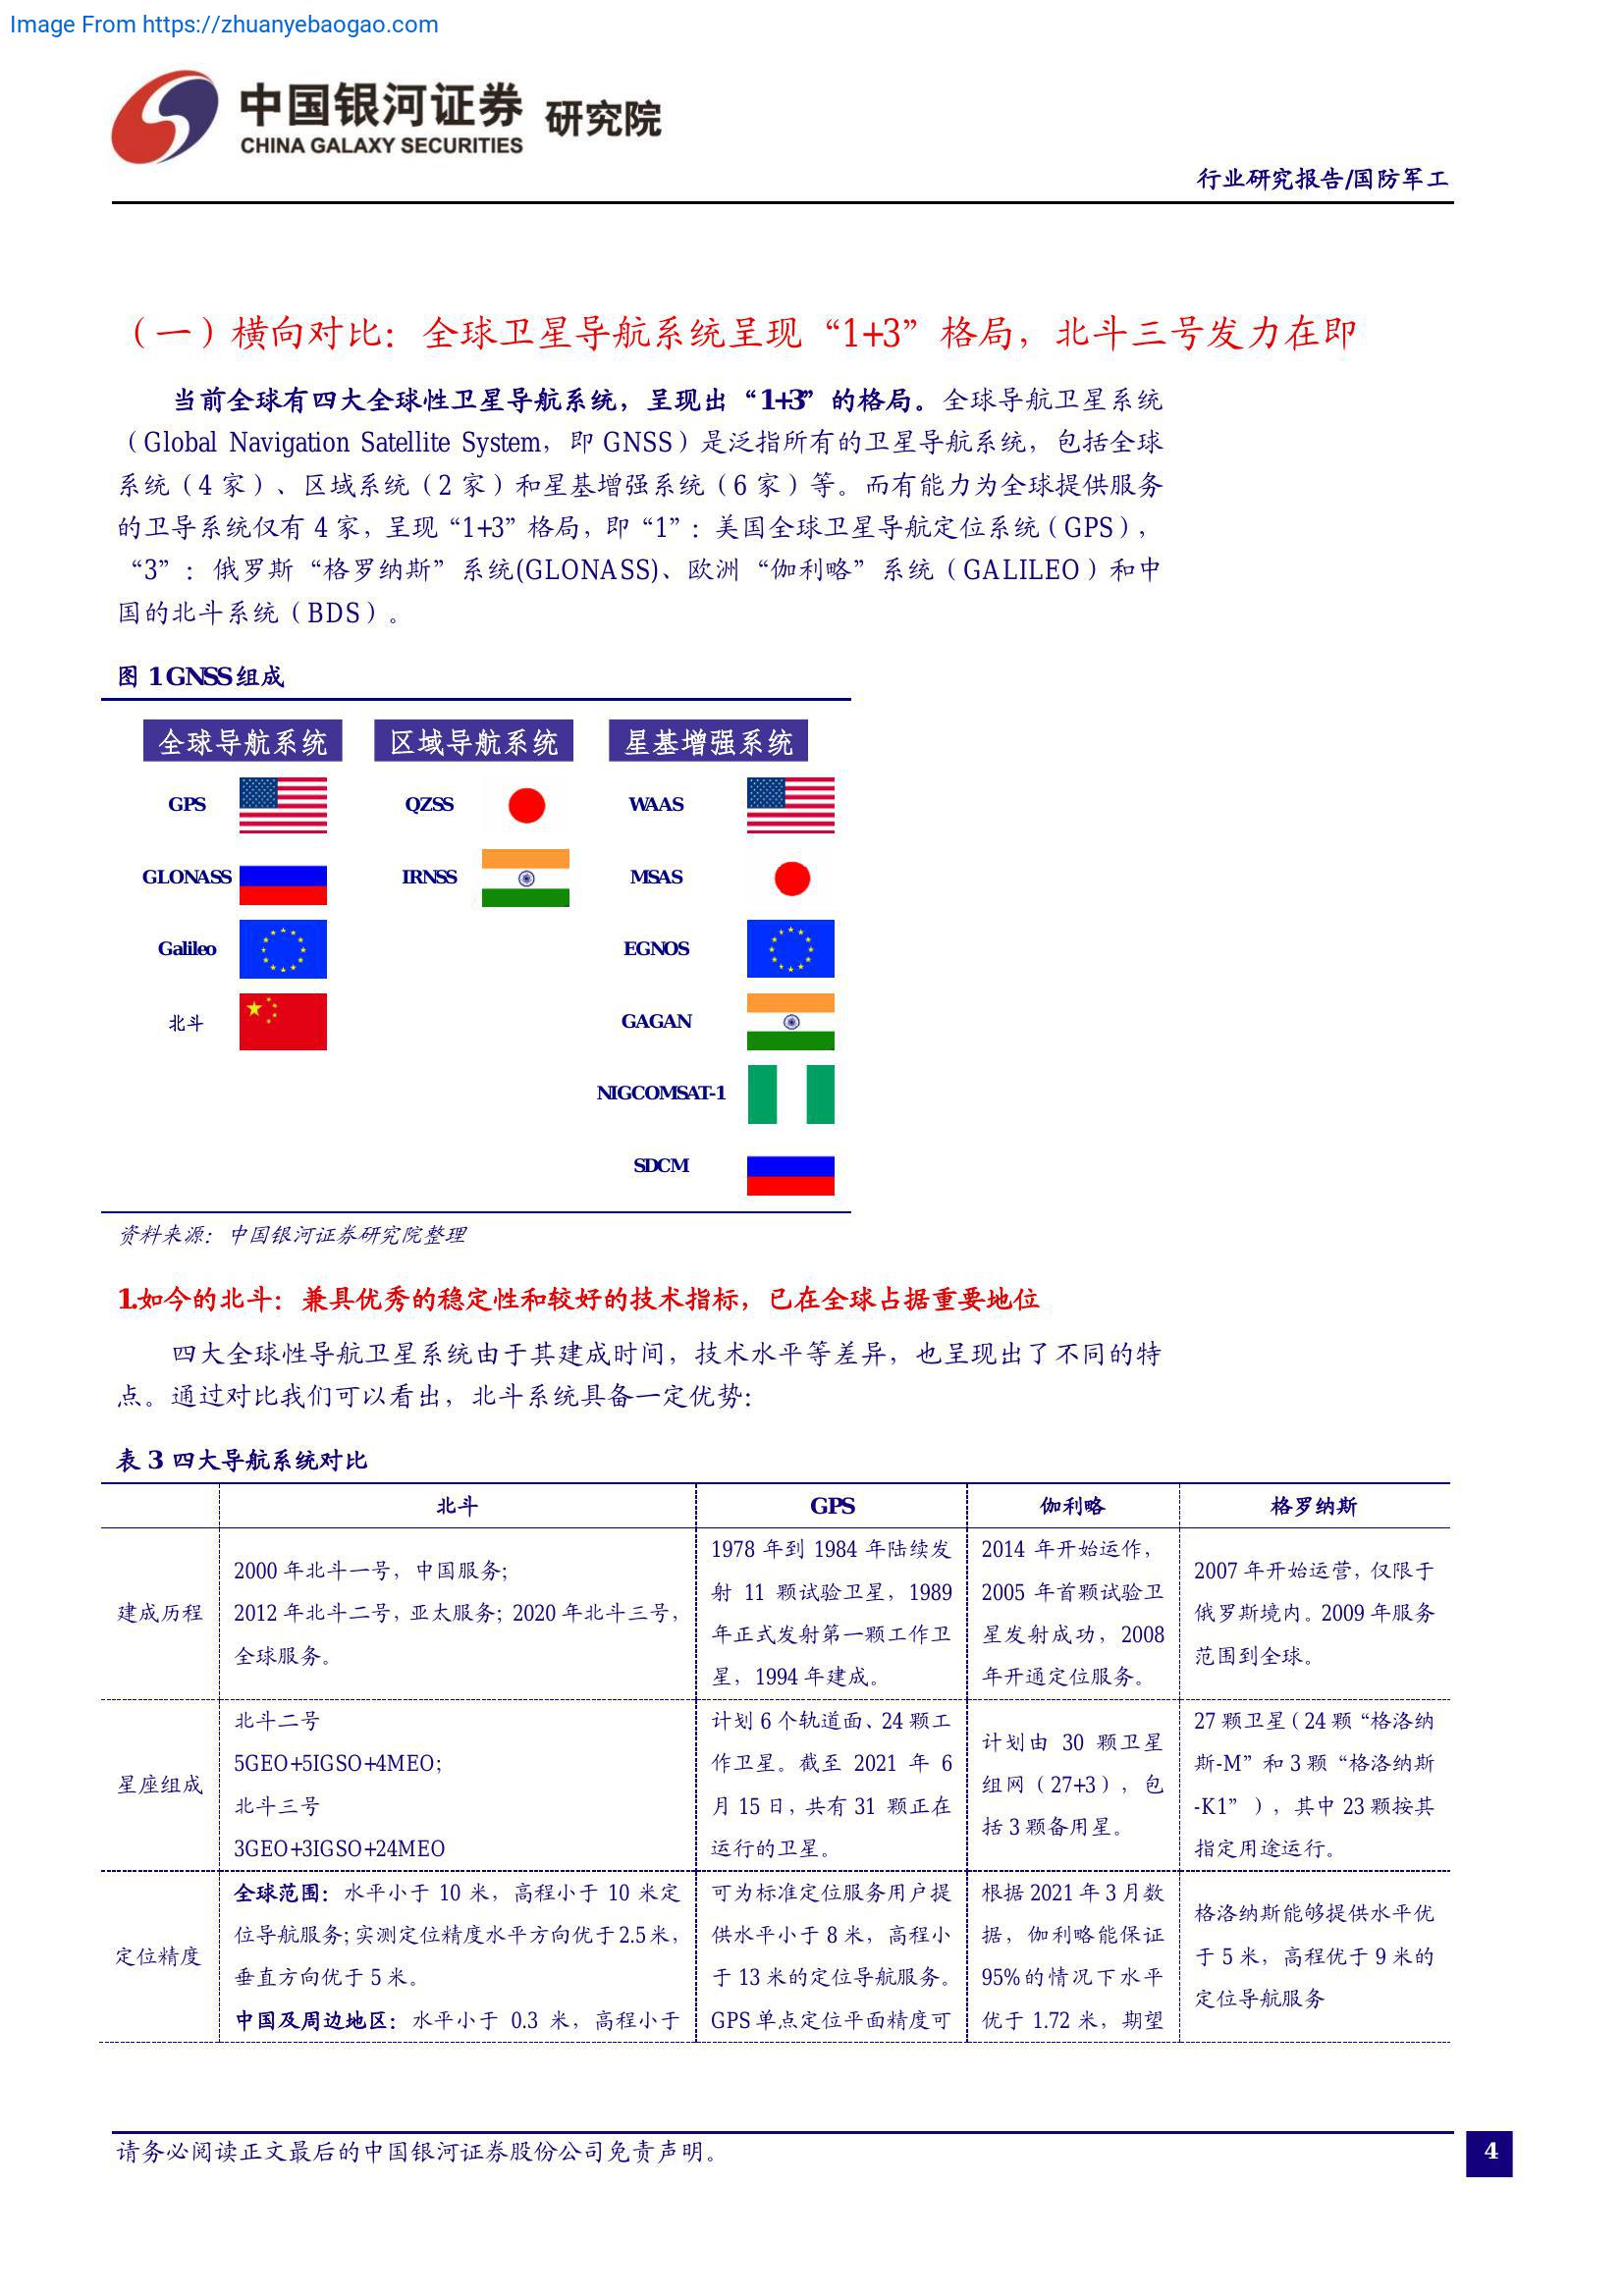 Image From https://zhuanyebaogao.com
中国银河证券 研究院
CHINA GALAXY SECURITIES
行业研究报告/国防军工
（一）横向对比：全球卫星导航系统呈现“1+3”格局，北斗三号发力在即
当前全球有四大全球性卫星导航系统，呈现出“1+3”的格局。全球导航卫星系统
（Global Navigation Satellite System，即 GNSS）是泛指所有的卫星导航系统，包括全球
系统（4 家）、区域系统（2 家）和星基增强系统（6 家）等。而有能力为全球提供服务
的卫导系统仅有 4 家，呈现“1+3”格局，即“1”：美国全球卫星导航定位系统（GPS），
“3”：俄罗斯“格罗纳斯”系统(GLONASS)、欧洲“伽利略”系统（GALILEO）和中
国的北斗系统（BDS）。
图 1 GNSS 组成
全球导航系统 区域导航系统 星基增强系统
GPS QZSS WAAS
GLONASS IRNSS MSAS
Galileo EGNOS
北斗 GAGAN
NIGCOMSAT-1
SDCM
资料来源：中国银河证券研究院整理
1.如今的北斗：兼具优秀的稳定性和较好的技术指标，已在全球占据重要地位
四大全球性导航卫星系统由于其建成时间，技术水平等差异，也呈现出了不同的特
点。通过对比我们可以看出，北斗系统具备一定优势：
表 3 四大导航系统对比
北斗 GPS 伽利略 格罗纳斯
建成历程
2000 年北斗一号，中国服务；
2012 年北斗二号，亚太服务；2020 年北斗三号，
全球服务。
1978 年到 1984 年陆续发
射 11 颗试验卫星，1989
年正式发射第一颗工作卫
星，1994 年建成。
2014 年开始运作，
2005 年首颗试验卫
星发射成功，2008
年开通定位服务。
2007 年开始运营，仅限于
俄罗斯境内。2009 年服务
范围到全球。
星座组成
北斗二号
5GEO+5IGSO+4MEO；
北斗三号
3GEO+3IGSO+24MEO
计划 6 个轨道面、24 颗工
作卫星。截至 2021 年 6
月 15 日，共有 31 颗正在
运行的卫星。
计划由 30 颗卫星
组网（27+3），包
括 3 颗备用星。
27 颗卫星（24 颗“格洛纳
斯-M”和 3 颗“格洛纳斯
-K1”），其中 23 颗按其
指定用途运行。
定位精度
全球范围：水平小于 10 米，高程小于 10 米定
位导航服务；实测定位精度水平方向优于 2.5 米，
垂直方向优于 5 米。
中国及周边地区：水平小于 0.3 米，高程小于
可为标准定位服务用户提
供水平小于 8 米，高程小
于 13 米的定位导航服务。
GPS 单点定位平面精度可
根据 2021 年 3 月数
据，伽利略能保证
95%的情况下水平
优于 1.72 米，期望
格洛纳斯能够提供水平优
于 5 米，高程优于 9 米的
定位导航服务
请务必阅读正文最后的中国银河证券股份公司免责声明。
4